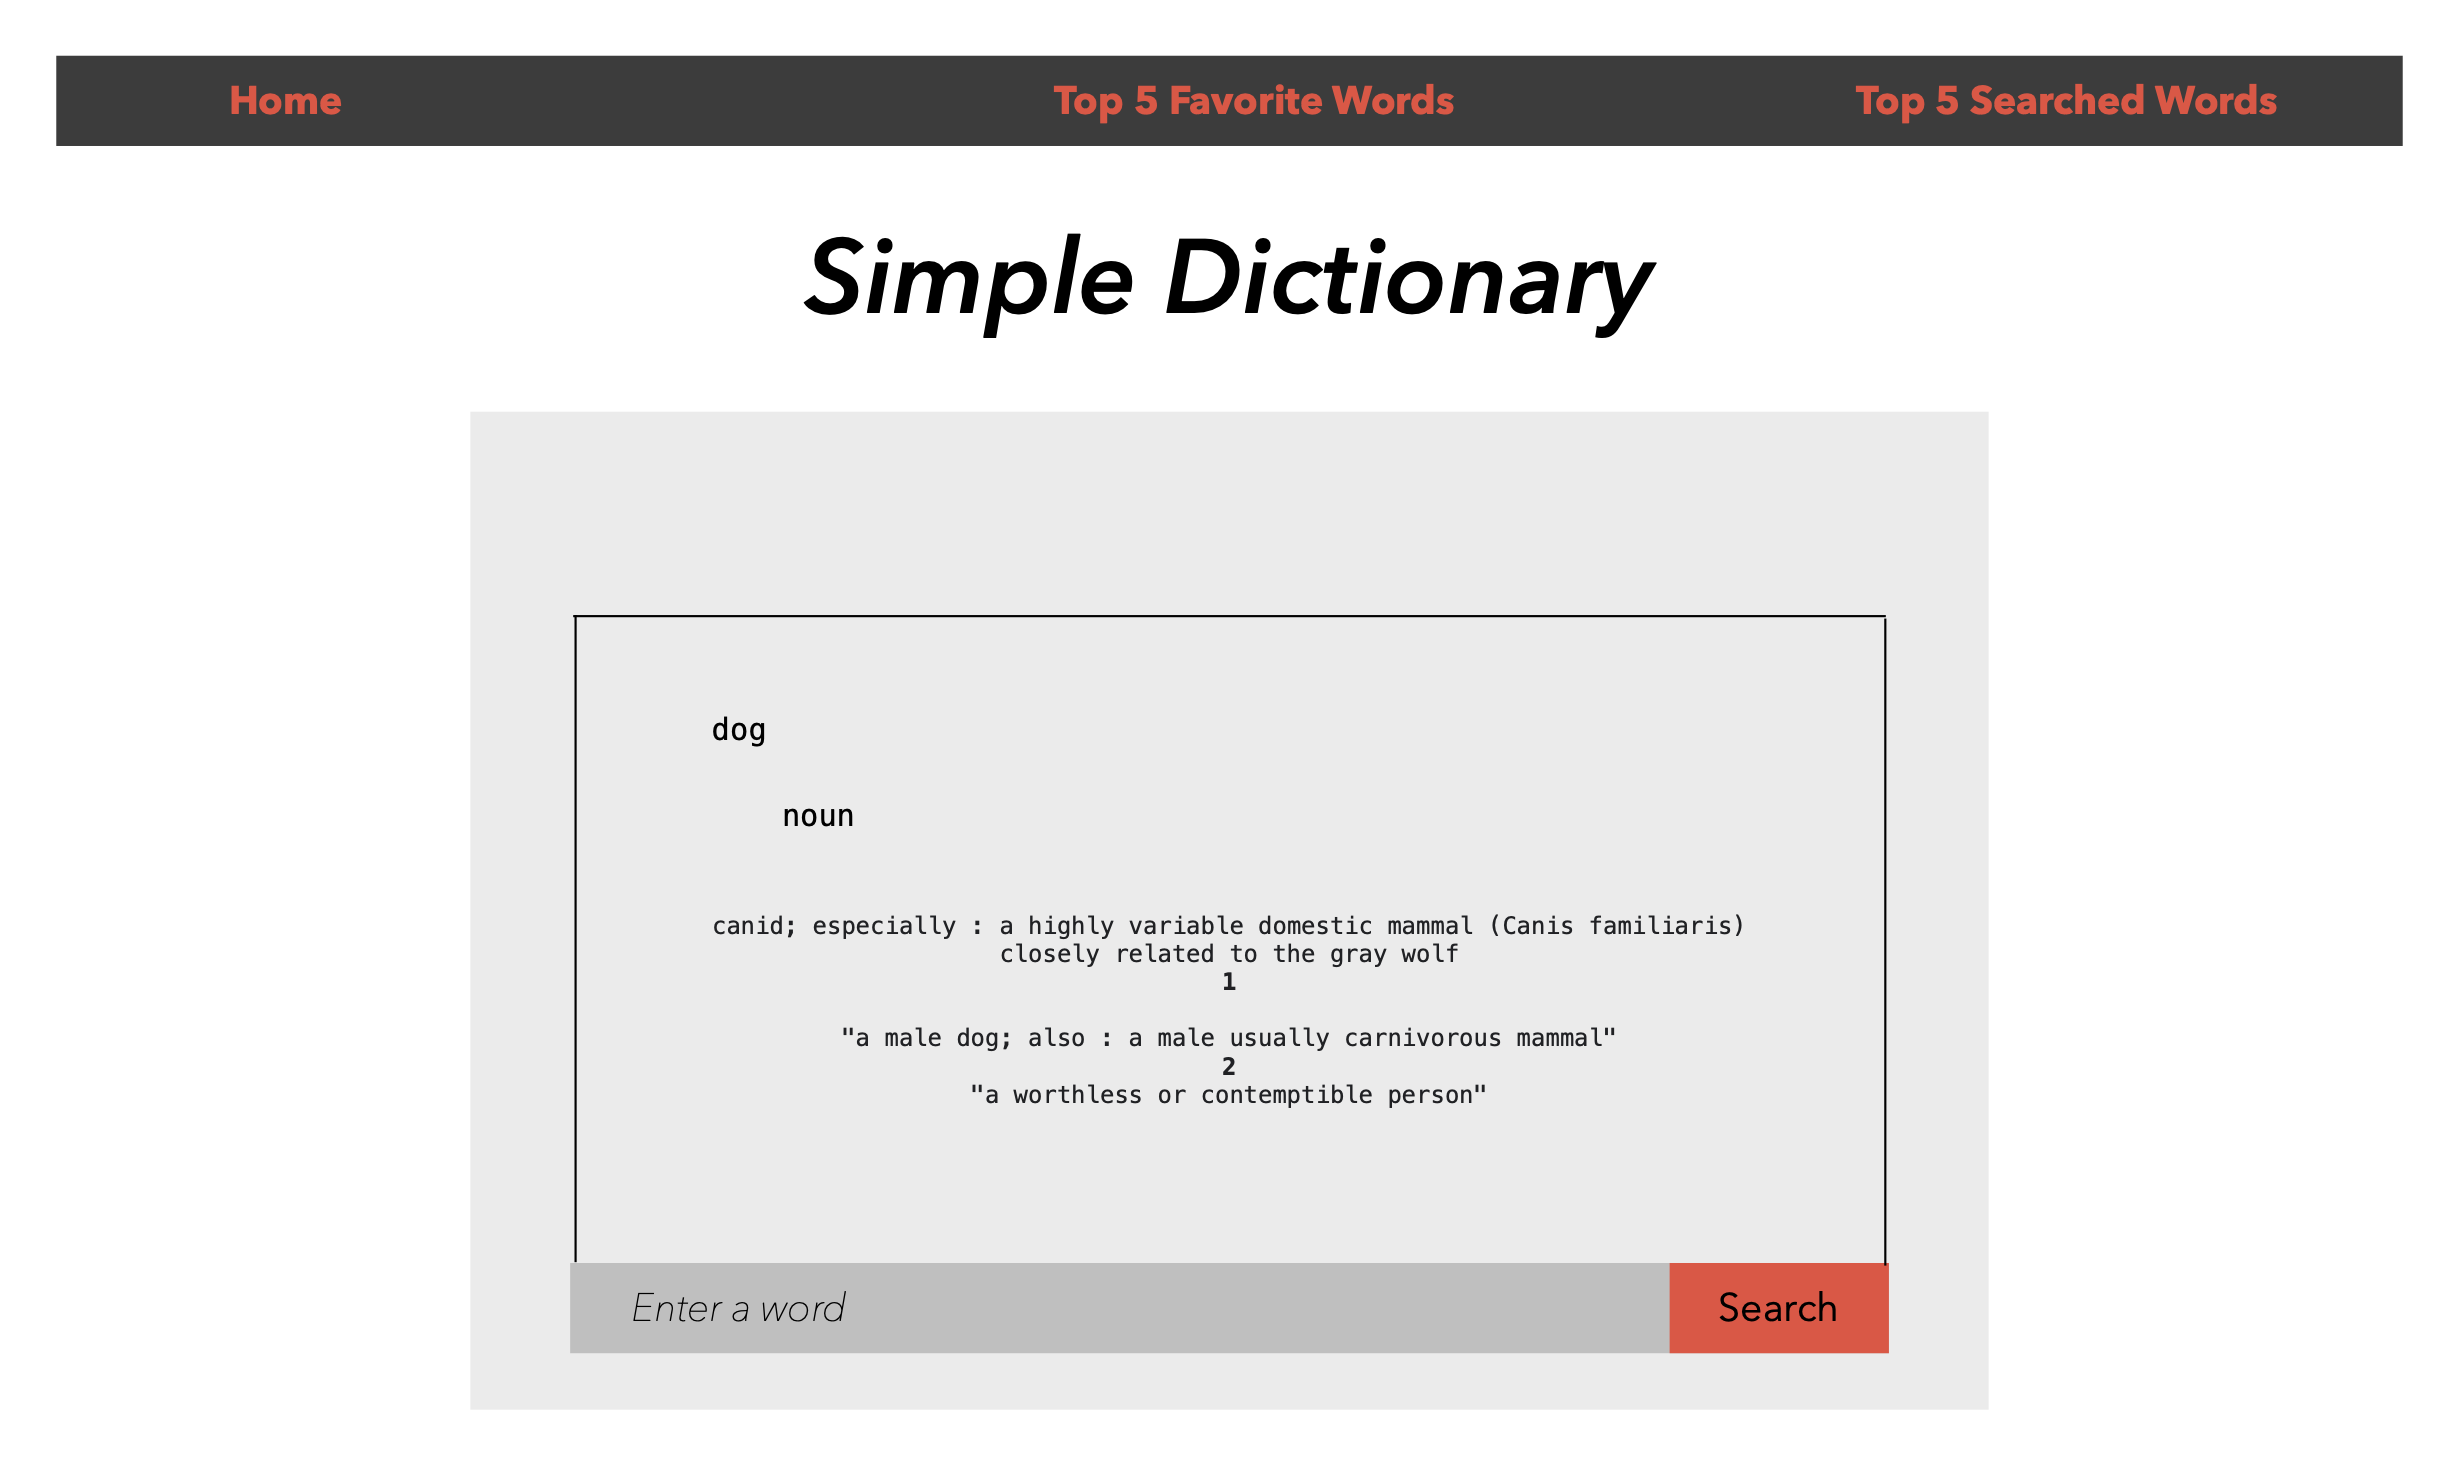 Home
Top 5 Favorite Words
Top 5 Searched Words
Simple Dictionary
dog
noun
canid; especially : a highly variable domestic mammal (Canis familiaris)
closely related to the gray wolf
1
"a male dog; also : a male usually carnivorous mammal"
2
"a worthless or contemptible person"
Enter a word
Search